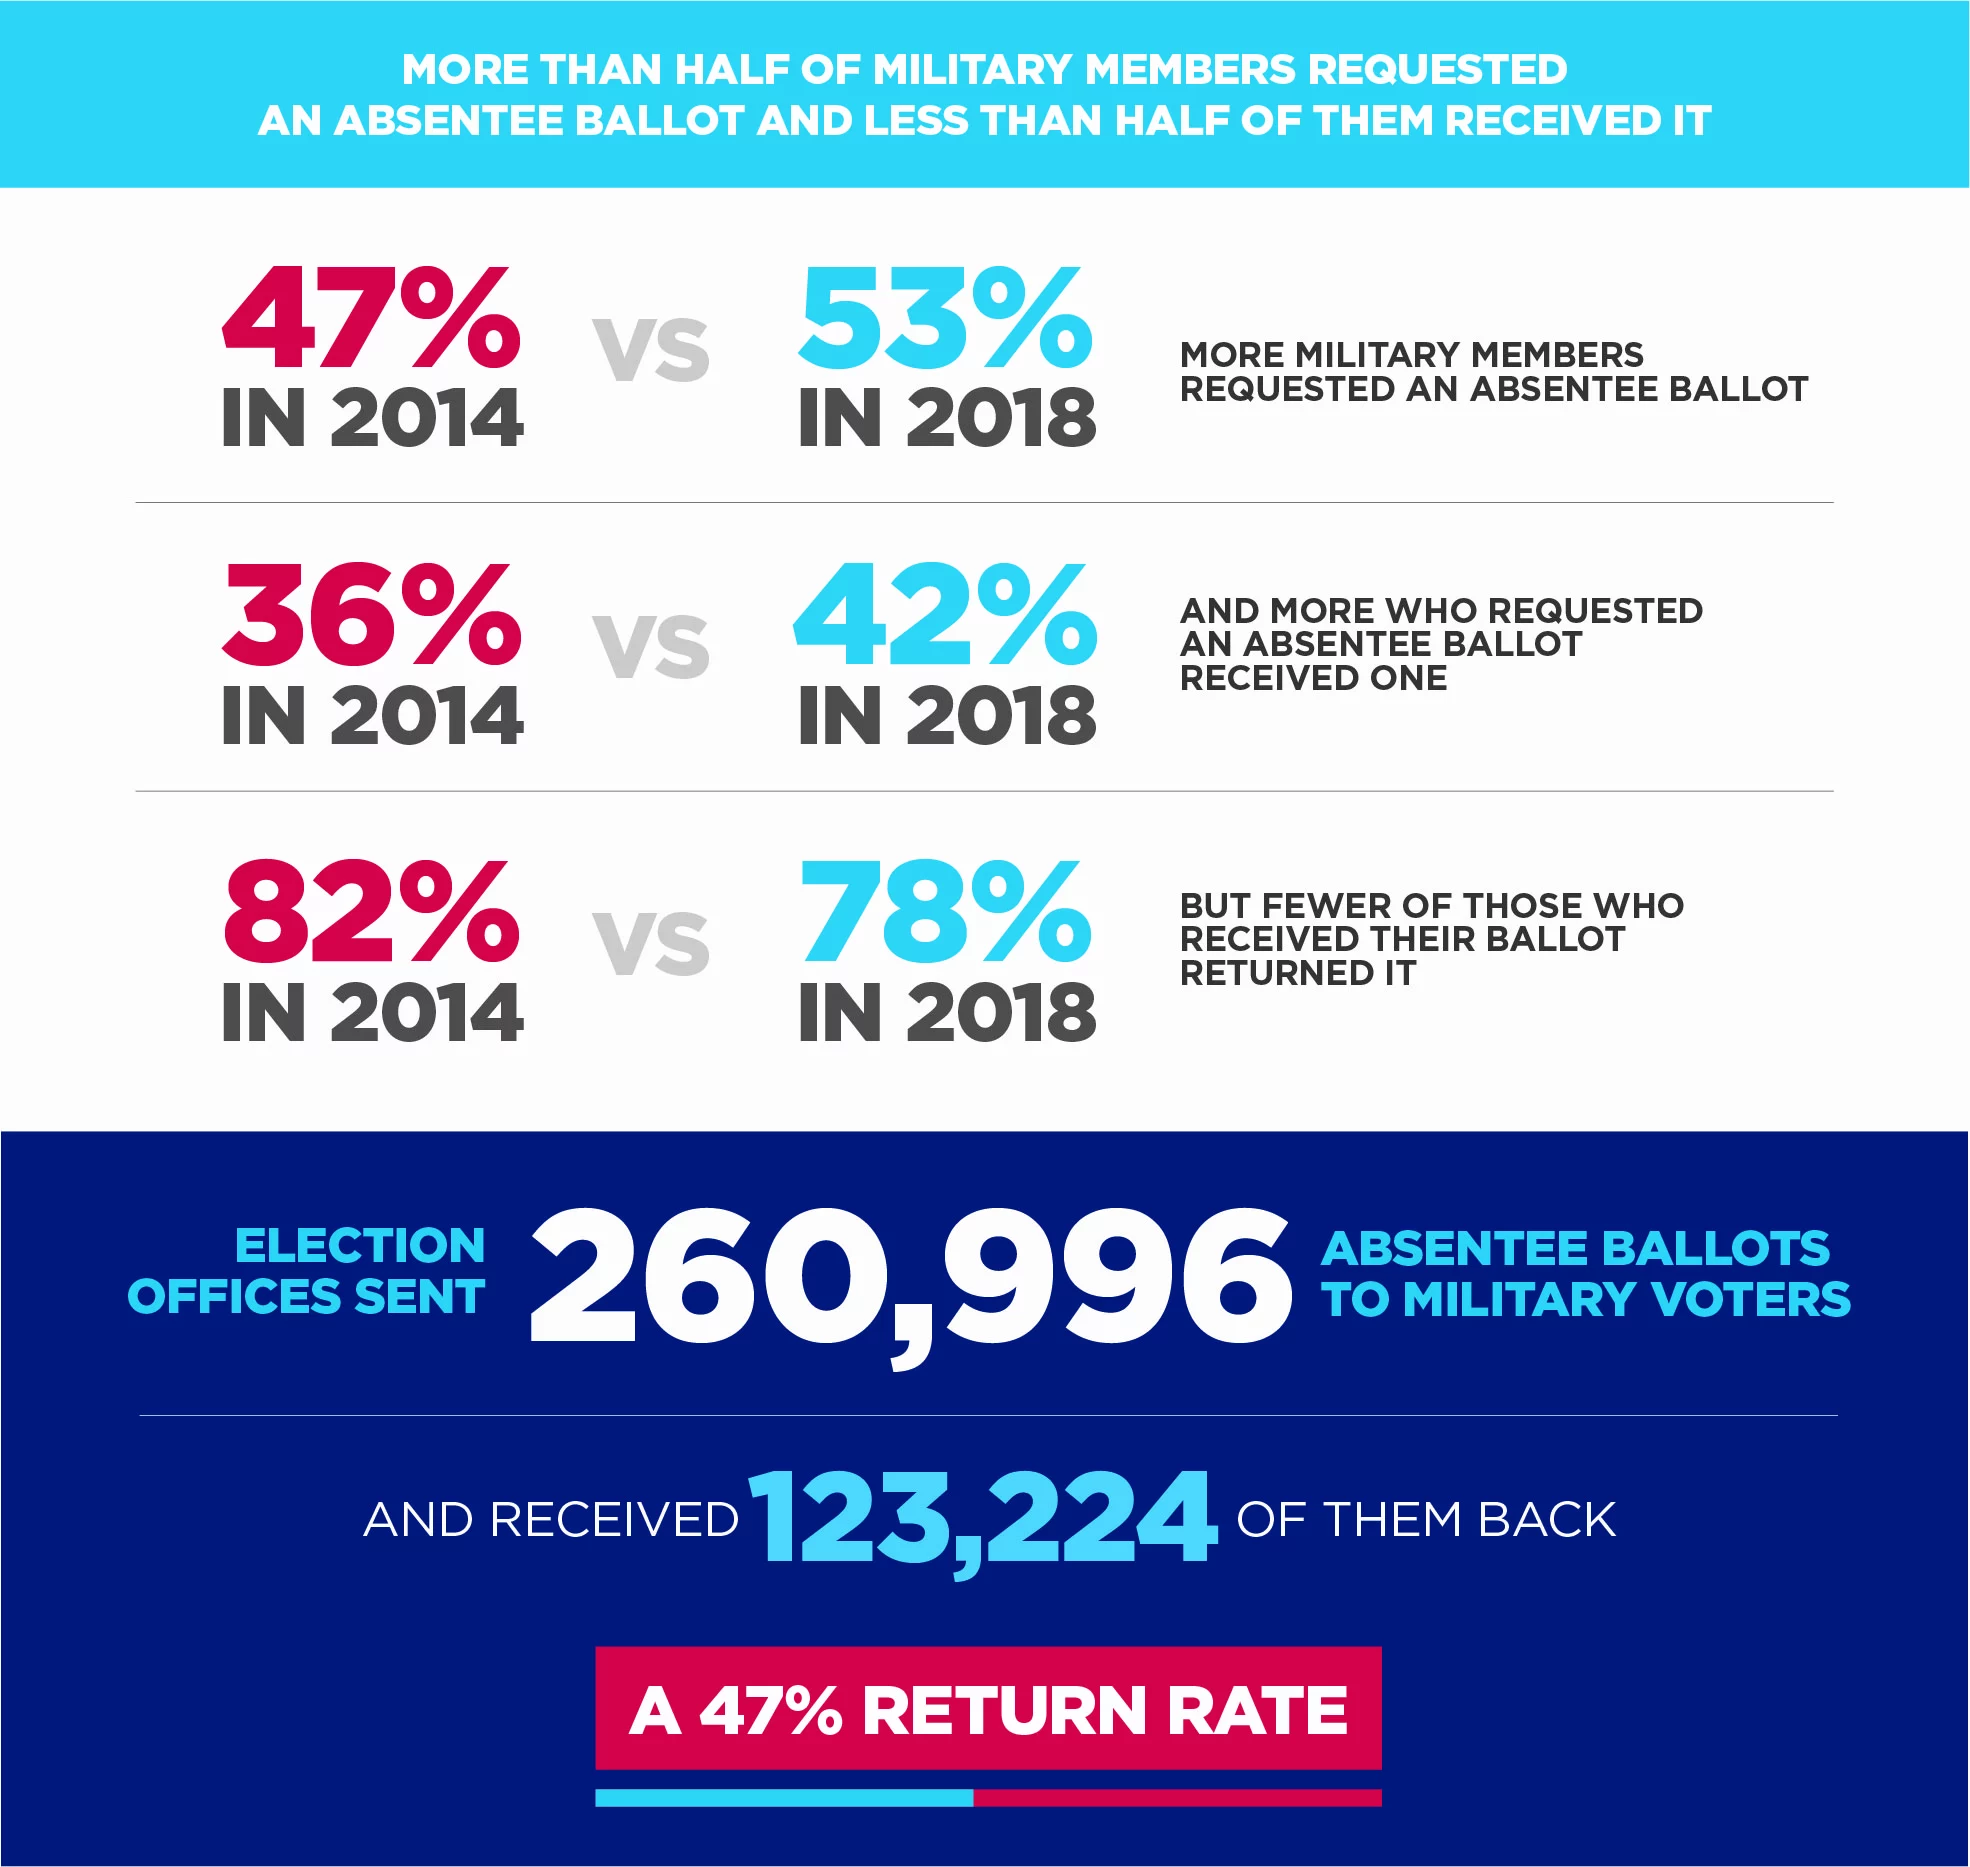 MORE THAN HALF OF MILITARY MEMBERS REQUESTED
AN ABSENTEE BALLOT AND LESS THAN HALF OF THEM RECEIVED IT
47%
IN 2014
VS
53%
IN 2018
MORE MILITARY MEMBERS
REQUESTED AN ABSENTEE BALLOT
36%
IN 2014
VS
42%
IN 2018
AND MORE WHO REQUESTED
AN ABSENTEE BALLOT
RECEIVED ONE
82%
IN 2014
VS
78%
IN 2018
BUT FEWER OF THOSE WHO
RECEIVED THEIR BALLOT
RETURNED IT
ELECTION
OFFICES SENT
260,996
ABSENTEE BALLOTS
TO MILITARY VOTERS
AND RECEIVED 123,224 OF THEM BACK
A 47% RETURN RATE